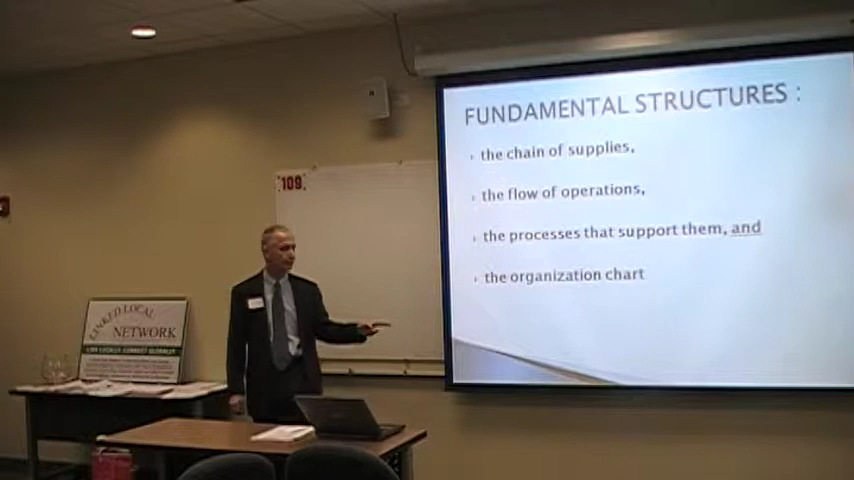 FUNDAMENTAL STRUCTURES :
the chain of supplies,
the flow of operations,
the processes that support them, and
the organization chart
109
LINKED LOCAL
NETWORK